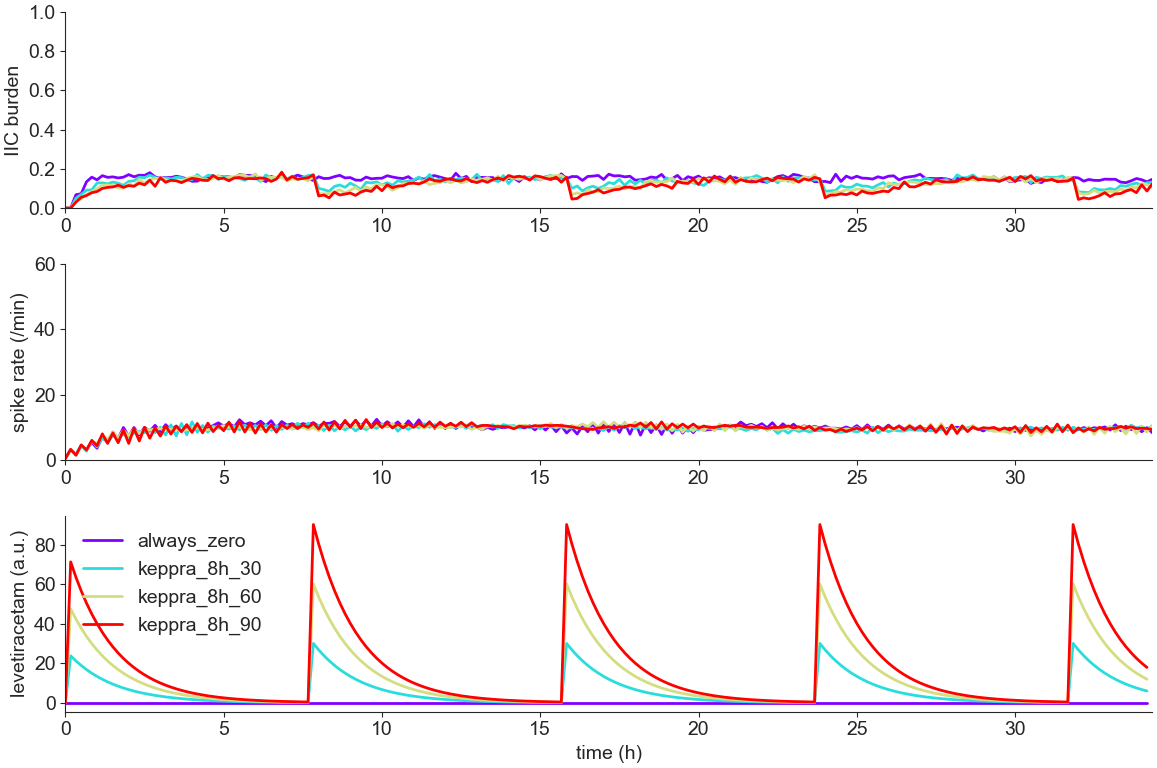 IIC burden
1.0
0.8
0.6
0.4
0.2
0.0
0 5 10 15 20 25 30
spike rate (/min)
60
40
20
0
0 5 10 15 20 25 30
levetiracetam (a.u.)
80
60
40
20
0
always_zero
keppra_8h_30
keppra_8h_60
keppra_8h_90
0 5 10 15 20 25 30
time (h)